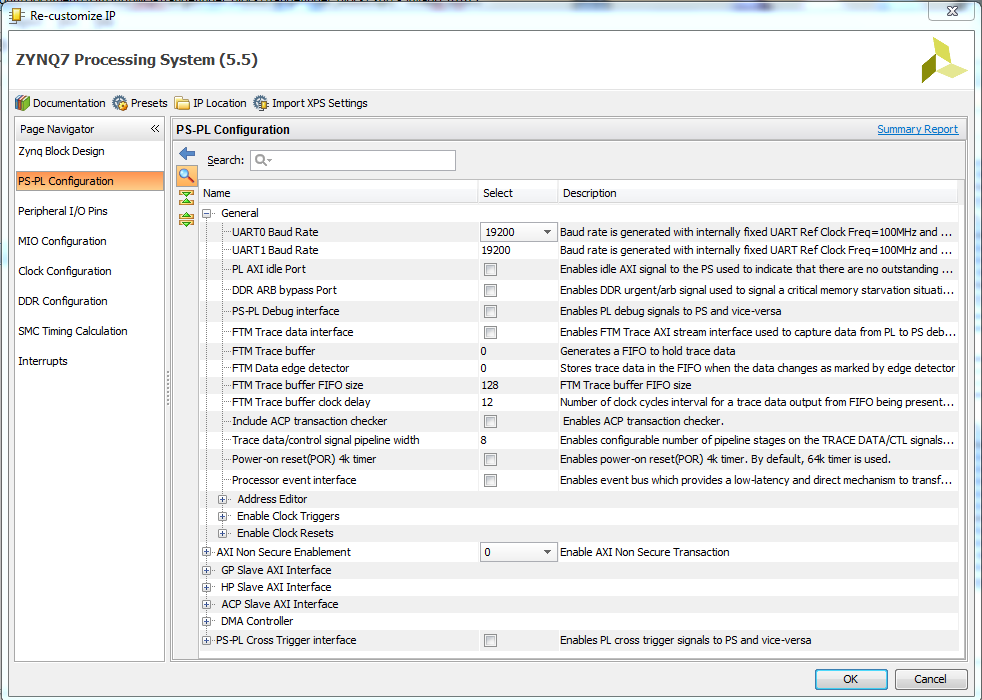 Re-customize IP
ZYNQ7 Processing System (5.5)
Documentation Presets IP Location Import XPS Settings
Page Navigator «
Zynq Block Design
PS-PL Configuration
Peripheral I/O Pins
MIO Configuration
Clock Configuration
DDR Configuration
SMC Timing Calculation
Interrupts
PS-PL Configuration Summary Report
Search:
Name Select Description
General
UART0 Baud Rate 19200 Baud rate is generated with internally fixed UART Ref Clock Freq=100MHz and ...
UART1 Baud Rate 19200 Baud rate is generated with internally fixed UART Ref Clock Freq=100MHz and ...
PL AXI idle Port Enables idle AXI signal to the PS used to indicate that there are no outstanding ...
DDR ARB bypass Port Enables DDR urgent/arb signal used to signal a critical memory starvation situati...
PS-PL Debug interface Enables PL debug signals to PS and vice-versa
FTM Trace data interface Enables FTM Trace AXI stream interface used to capture data from PL to PS deb...
FTM Trace buffer 0 Generates a FIFO to hold trace data
FTM Data edge detector 0 Stores trace data in the FIFO when the data changes as marked by edge detector
FTM Trace buffer FIFO size 128 FTM Trace buffer FIFO size
FTM Trace buffer clock delay 12 Number of clock cycles interval for a trace data output from FIFO being present...
Include ACP transaction checker Enables ACP transaction checker.
Trace data/control signal pipeline width 8 Enables configurable number of pipeline stages on the TRACE DATA/CTL signals...
Power-on reset(POR) 4k timer Enables power-on reset(POR) 4k timer. By default, 64k timer is used.
Processor event interface Enables event bus which provides a low-latency and direct mechanism to transf...
Address Editor
Enable Clock Triggers
Enable Clock Resets
AXI Non Secure Enablement 0 Enable AXI Non Secure Transaction
GP Slave AXI Interface
HP Slave AXI Interface
ACP Slave AXI Interface
DMA Controller
PS-PL Cross Trigger interface Enables PL cross trigger signals to PS and vice-versa
OK Cancel